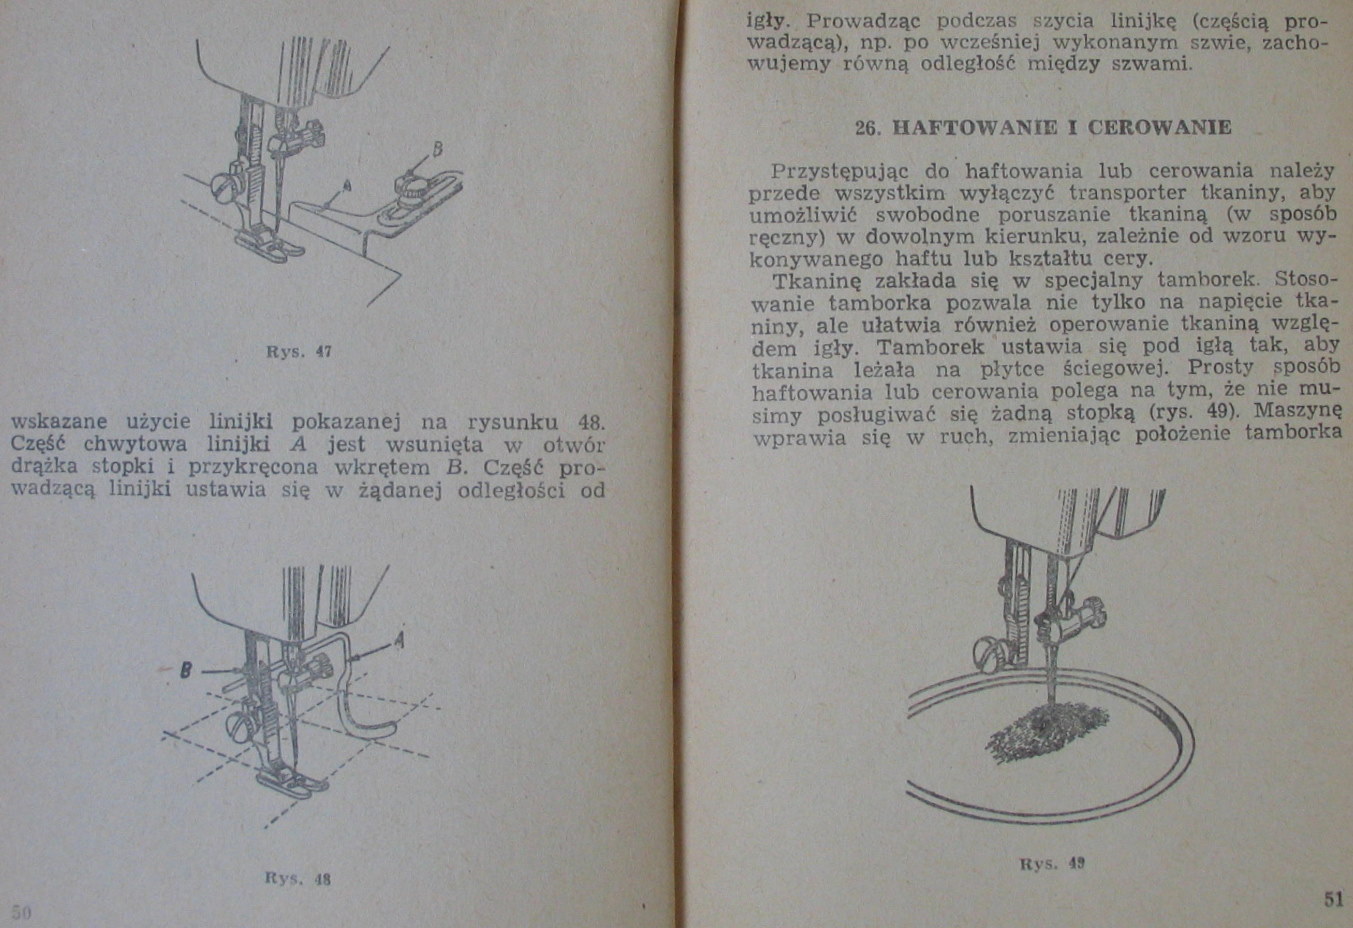 B
A
Rys. 47
wskazane użycie linijki pokazanej na rysunku 48.
Część chwytowa linijki A jest wsunięta w otwór
drążka stopki i przykręcona wkrętem B. Część pro-
wadzącą linijki ustawia się w żądanej odległości od
A
B
Rys. 48
50
igły. Prowadząc podczas szycia linijkę (częścią pro-
wadzącą), np. po wcześniej wykonanym szwie, zacho-
wujemy równą odległość między szwami.
26. HAFTOWANIE I CEROWANIE
Przystępując do haftowania lub cerowania należy
przede wszystkim wyłączyć transporter tkaniny, aby
umożliwić swobodne poruszanie tkaniną (w sposób
ręczny) w dowolnym kierunku, zależnie od wzoru wy-
konywanego haftu lub kształtu cery.
Tkaninę zakłada się w specjalny tamborek. Stoso-
wanie tamborka pozwala nie tylko na napięcie tka-
niny, ale ułatwia również operowanie tkaniną wzglę-
dem igły. Tamborek ustawia się pod igłą tak, aby
tkanina leżała na płytce ściegowej. Prosty sposób
haftowania lub cerowania polega na tym, że nie mu-
simy posługiwać się żadną stopką (rys. 49). Maszynę
wprawia się w ruch, zmieniając położenie tamborka
Rys. 49
51